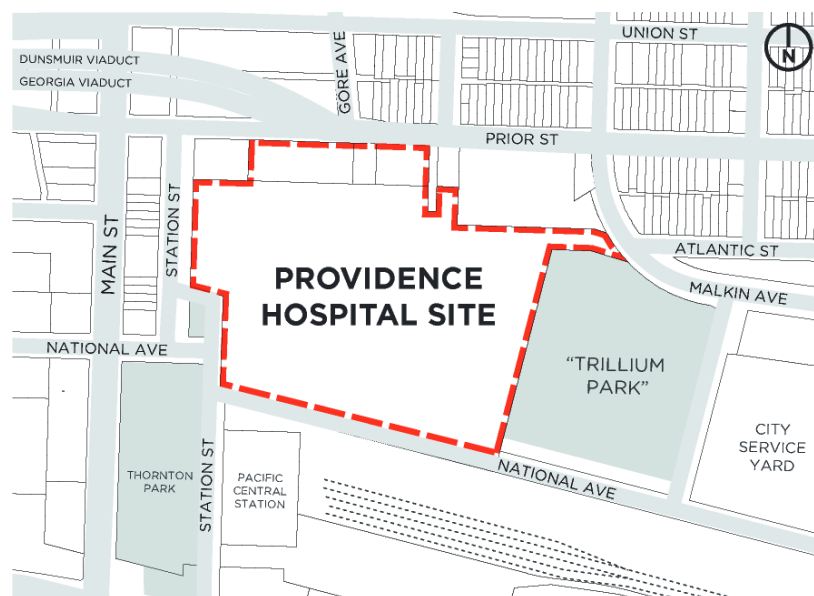 UNION ST
N
DUNSMUIR VIADUCT
GEORGIA VIADUCT
GORE AVE
PRIOR ST
STATION ST
MAIN ST
ATLANTIC ST
MALKIN AVE
PROVIDENCE
HOSPITAL SITE
NATIONAL AVE
“TRILLIUM
PARK”
CITY
SERVICE
YARD
THORNTON
PARK
STATION ST
PACIFIC
CENTRAL
STATION
NATIONAL AVE